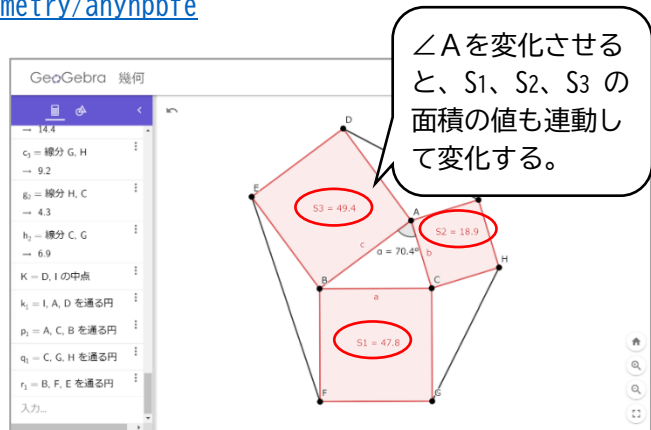 metry/anynpbfe
∠Aを変化させる
と、S1、S2、S3 の
面積の値も連動し
て変化する。
GeoGebra 幾何
→ 14.4
c₁ = 線分 G, H
→ 9.2
g₂ = 線分 H, C
→ 4.3
h₂ = 線分 C, G
→ 6.9
K = D, I の中点
k₁ = I, A, D を通る円
p₁ = A, C, B を通る円
q₁ = C, G, H を通る円
r₁ = B, F, E を通る円
入力…
D
E
S3 = 49.4
A
S2 = 18.9
c
α = 70.4°
b
H
B
C
a
S1 = 47.8
F
G